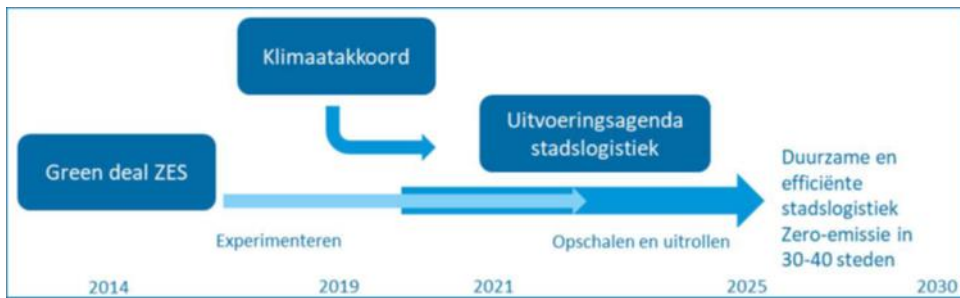 Klimaatakkoord
Uitvoeringsagenda
stadslogistiek
Green deal ZES
Duurzame en
efficiënte
stadslogistiek
Zero-emissie in
30-40 steden
Experimenteren
Opschalen en uitrollen
2014
2019
2021
2025
2030